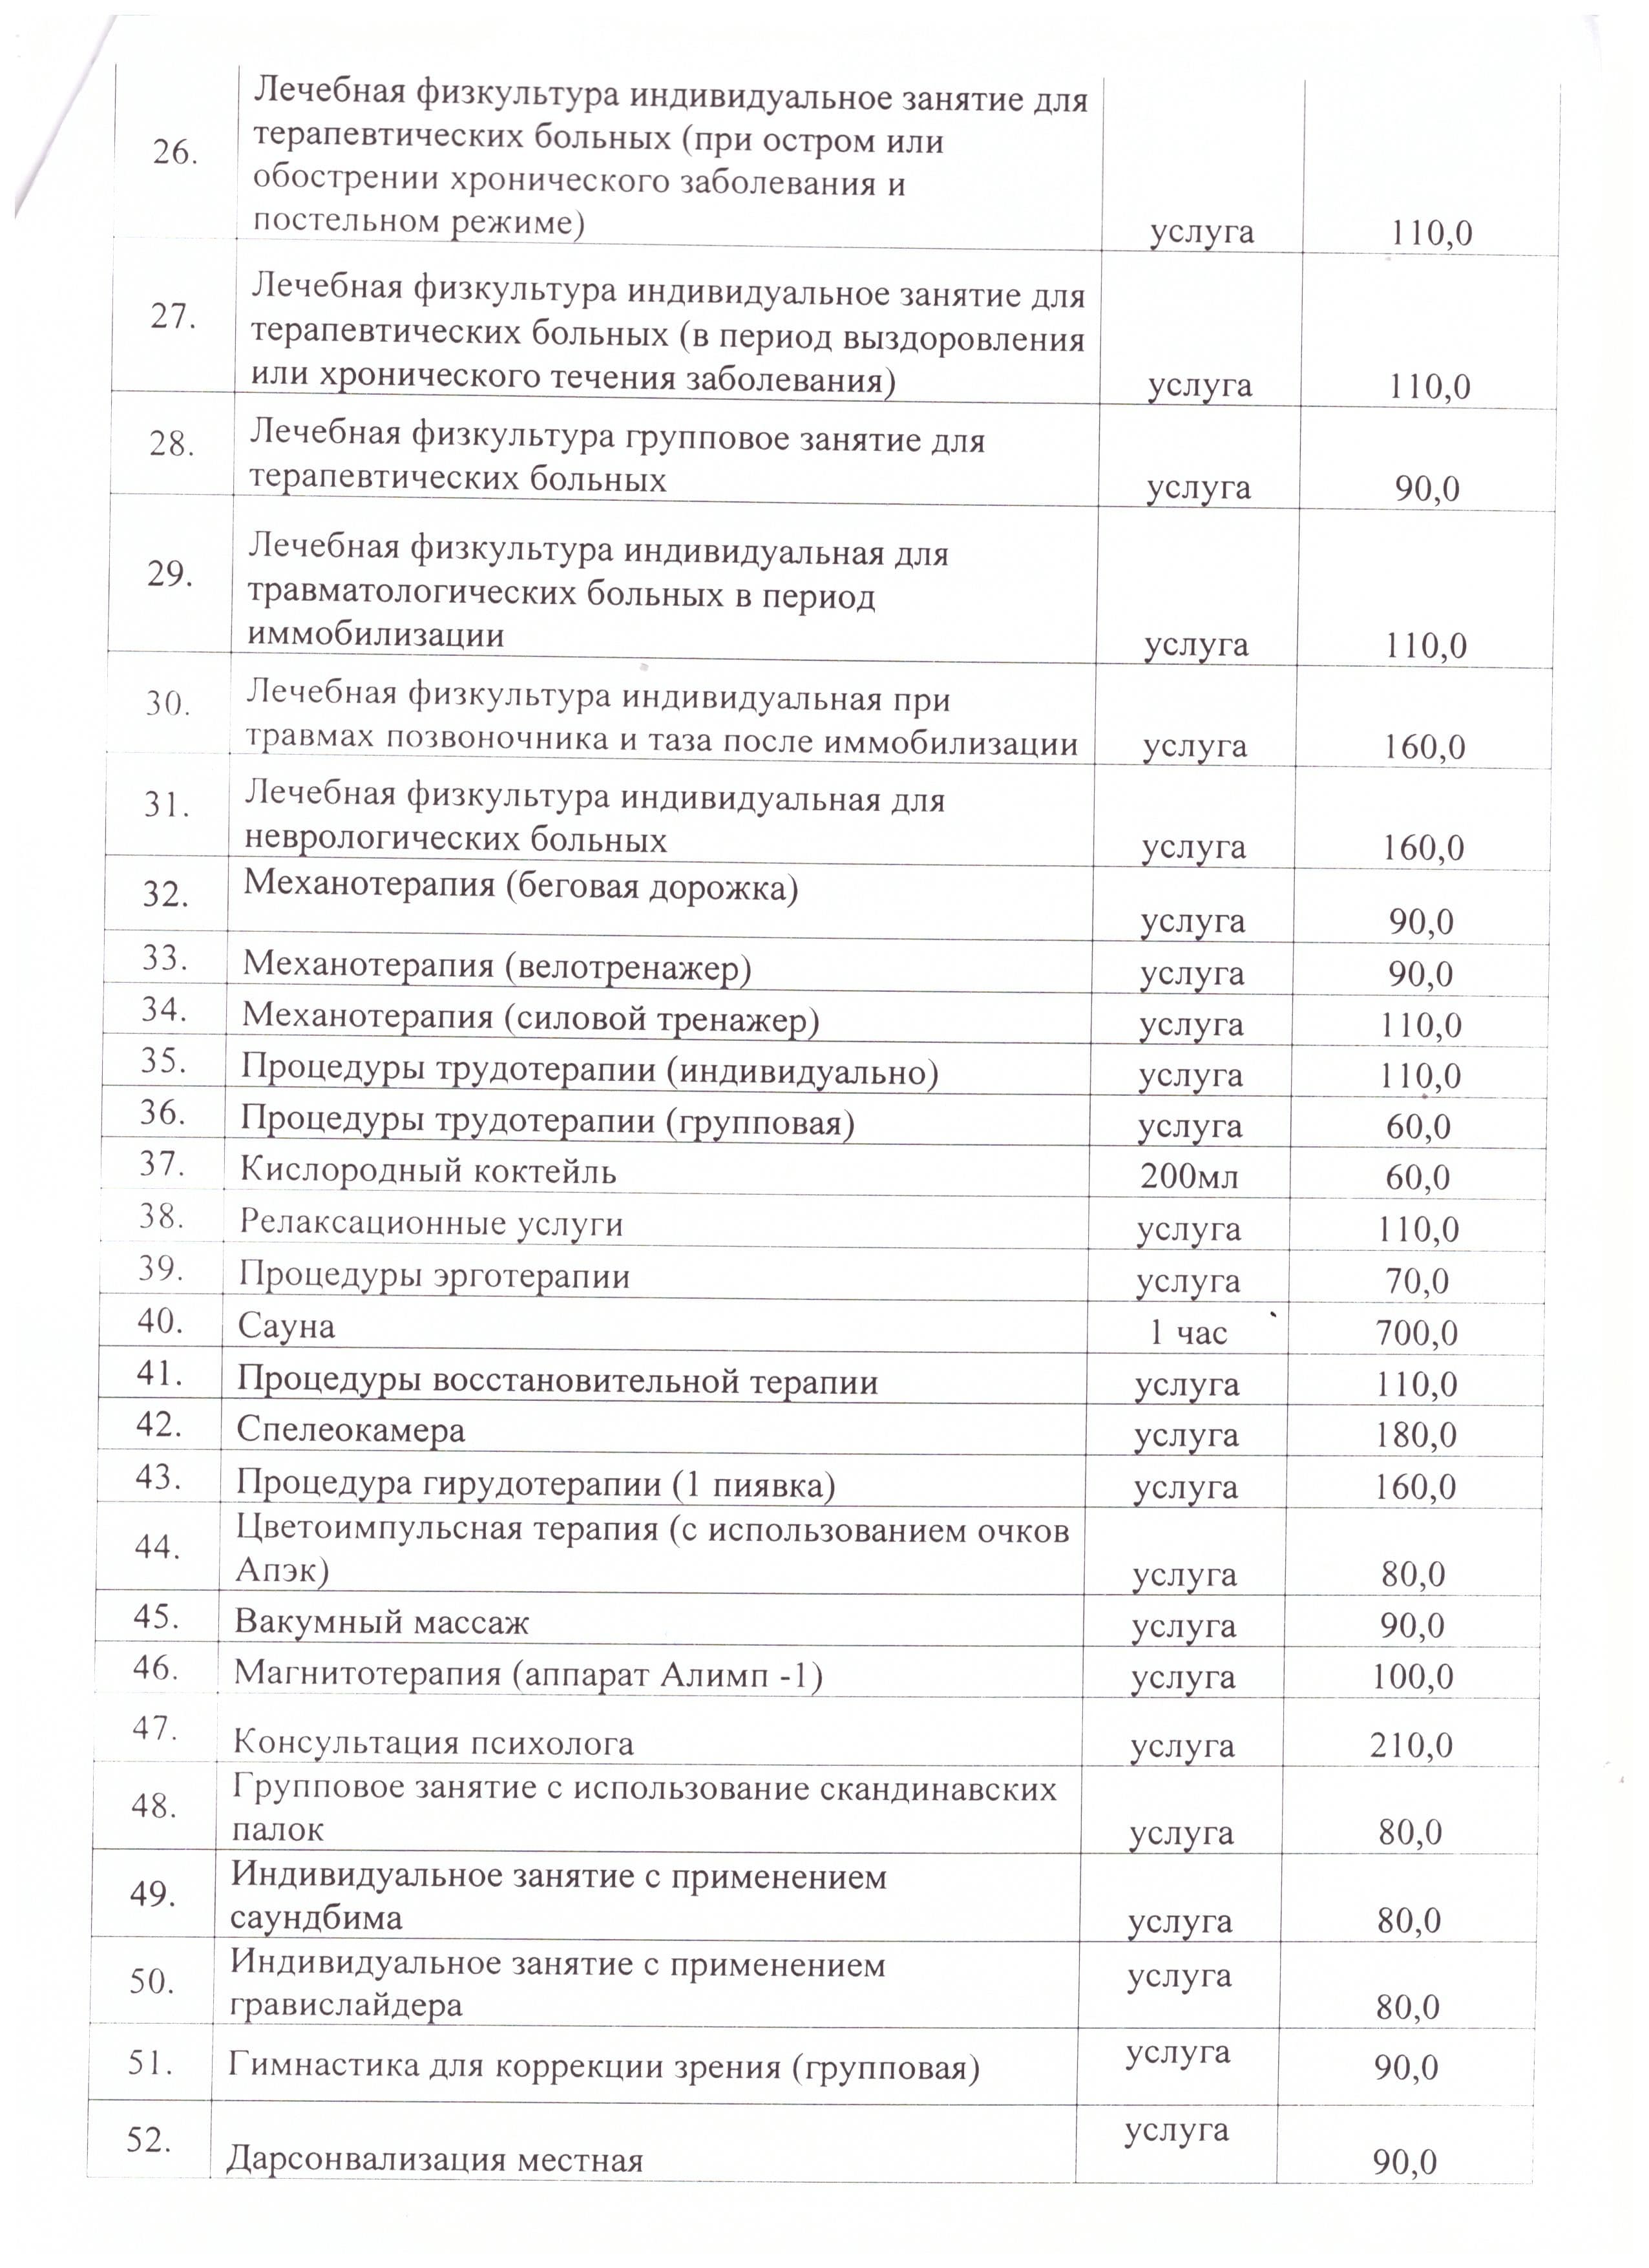 26.
Лечебная физкультура индивидуальное занятие для
терапевтических больных (при остром или
обострении хронического заболевания и
постельном режиме)
услуга 110,0
27.
Лечебная физкультура индивидуальное занятие для
терапевтических больных (в период выздоровления
или хронического течения заболевания)
услуга 110,0
28.
Лечебная физкультура групповое занятие для
терапевтических больных
услуга 90,0
29.
Лечебная физкультура индивидуальная для
травматологических больных в период
иммобилизации
услуга 110,0
30.
Лечебная физкультура индивидуальная при
травмах позвоночника и таза после иммобилизации
услуга 160,0
31.
Лечебная физкультура индивидуальная для
неврологических больных
услуга 160,0
32. Механотерапия (беговая дорожка) услуга 90,0
33. Механотерапия (велотренажер) услуга 90,0
34. Механотерапия (силовой тренажер) услуга 110,0
35. Процедуры трудотерапии (индивидуально) услуга 110,0
36. Процедуры трудотерапии (групповая) услуга 60,0
37. Кислородный коктейль 200мл 60,0
38. Релаксационные услуги услуга 110,0
39. Процедуры эрготерапии услуга 70,0
40. Сауна 1 час 700,0
41. Процедуры восстановительной терапии услуга 110,0
42. Спелеокамера услуга 180,0
43. Процедура гирудотерапии (1 пиявка) услуга 160,0
44.
Цветоимпульсная терапия (с использованием очков
Апэк)
услуга 80,0
45. Вакумный массаж услуга 90,0
46. Магнитотерапия (аппарат Алимп -1) услуга 100,0
47. Консультация психолога услуга 210,0
48.
Групповое занятие с использование скандинавских
палок
услуга 80,0
49.
Индивидуальное занятие с применением
саундбима
услуга 80,0
50.
Индивидуальное занятие с применением
грависслайдера
услуга 80,0
51. Гимнастика для коррекции зрения (групповая) услуга 90,0
52. Дарсонвализация местная услуга 90,0